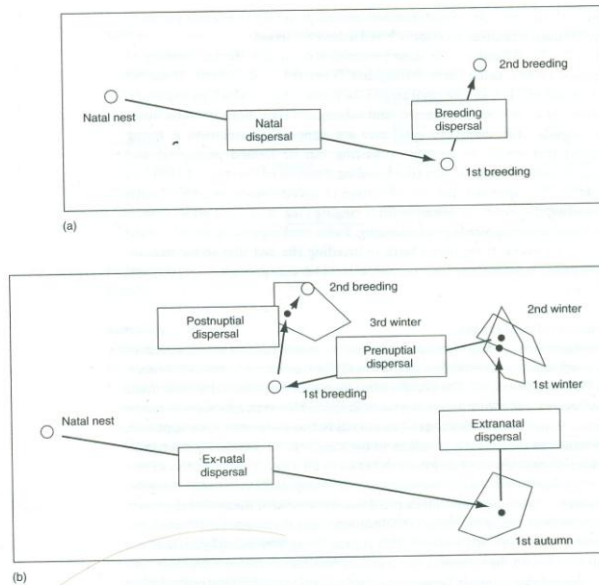 Natal nest
Natal
dispersal
Breeding
dispersal
2nd breeding
1st breeding
(a)
2nd breeding
Postnuptial
dispersal
3rd winter
2nd winter
Prenuptial
dispersal
1st breeding
1st winter
Natal nest
Extranatal
dispersal
Ex-natal
dispersal
1st autumn
(b)